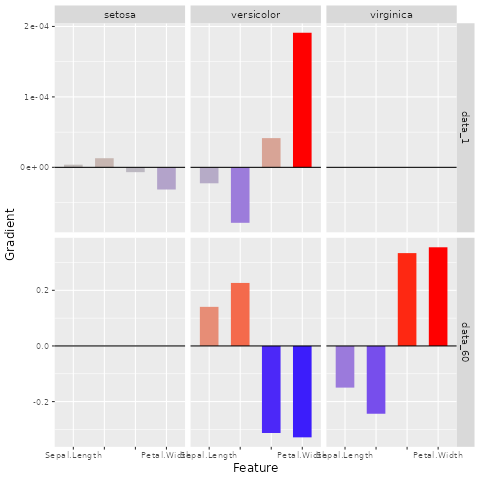 setosa
versicolor
virginica
2e-04
1e-04
0e+00
data_1
Gradient
0.2
0.0
-0.2
data_60
Sepal.Length
Petal.Width
Sepal.Length
Petal.Width
Sepal.Length
Petal.Width
Feature